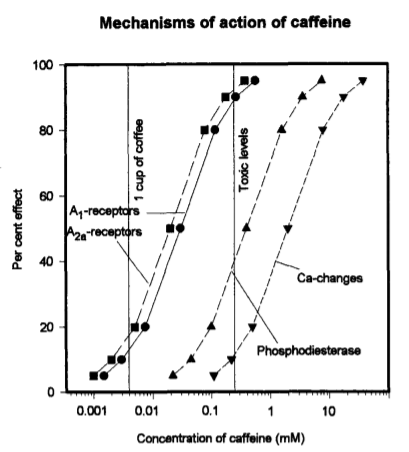 Mechanisms of action of caffeine
100
80
60
40
20
0
Per cent effect
1 cup of coffee
Toxic levels
A1-receptors
A2a-receptors
Ca-changes
Phosphodiesterase
0.001
0.01
0.1
1
10
Concentration of caffeine (mM)